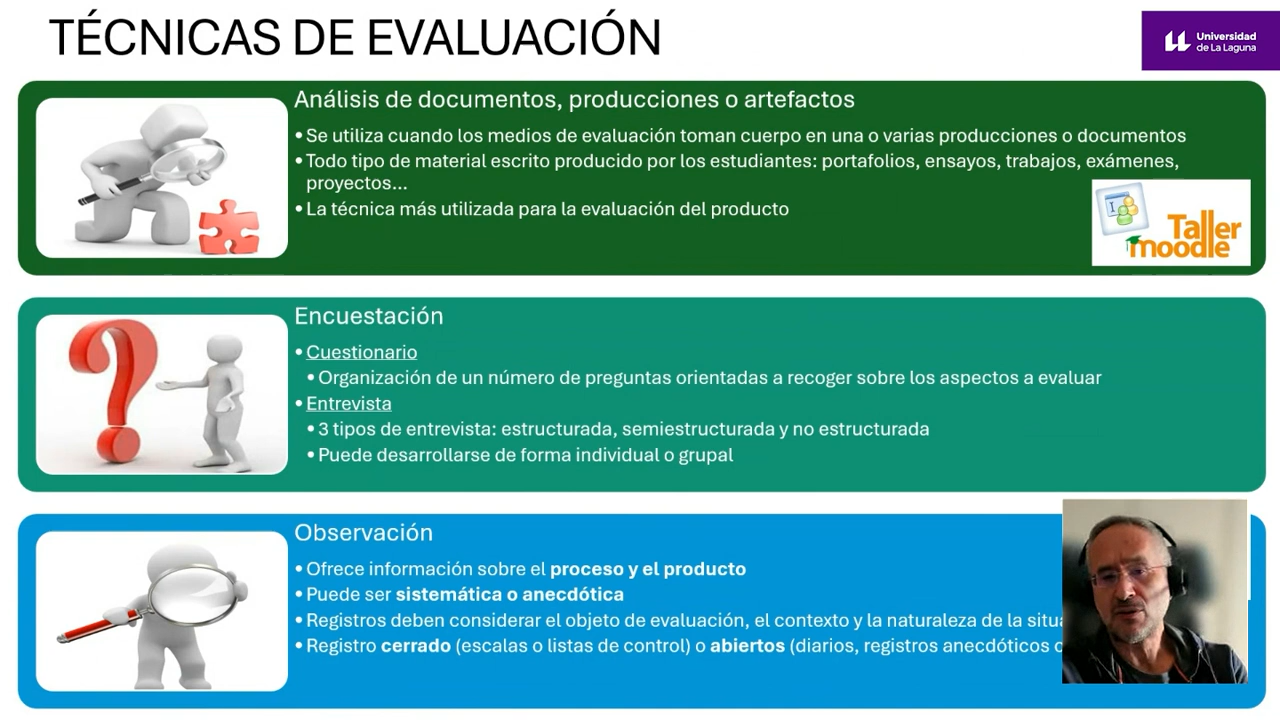 TÉCNICAS DE EVALUACIÓN
Universidad
de La Laguna
Análisis de documentos, producciones o artefactos
• Se utiliza cuando los medios de evaluación toman cuerpo en una o varias producciones o documentos
• Todo tipo de material escrito producido por los estudiantes: portafolios, ensayos, trabajos, exámenes,
proyectos...
• La técnica más utilizada para la evaluación del producto
Taller
moodle
Encuestación
• Cuestionario
• Organización de un número de preguntas orientadas a recoger sobre los aspectos a evaluar
• Entrevista
• 3 tipos de entrevista: estructurada, semiestructurada y no estructurada
• Puede desarrollarse de forma individual o grupal
Observación
• Ofrece información sobre el proceso y el producto
• Puede ser sistemática o anecdótica
• Registros deben considerar el objeto de evaluación, el contexto y la naturaleza de la
• Registro cerrado (escalas o listas de control) o abiertos (diarios, registros anecdóticos